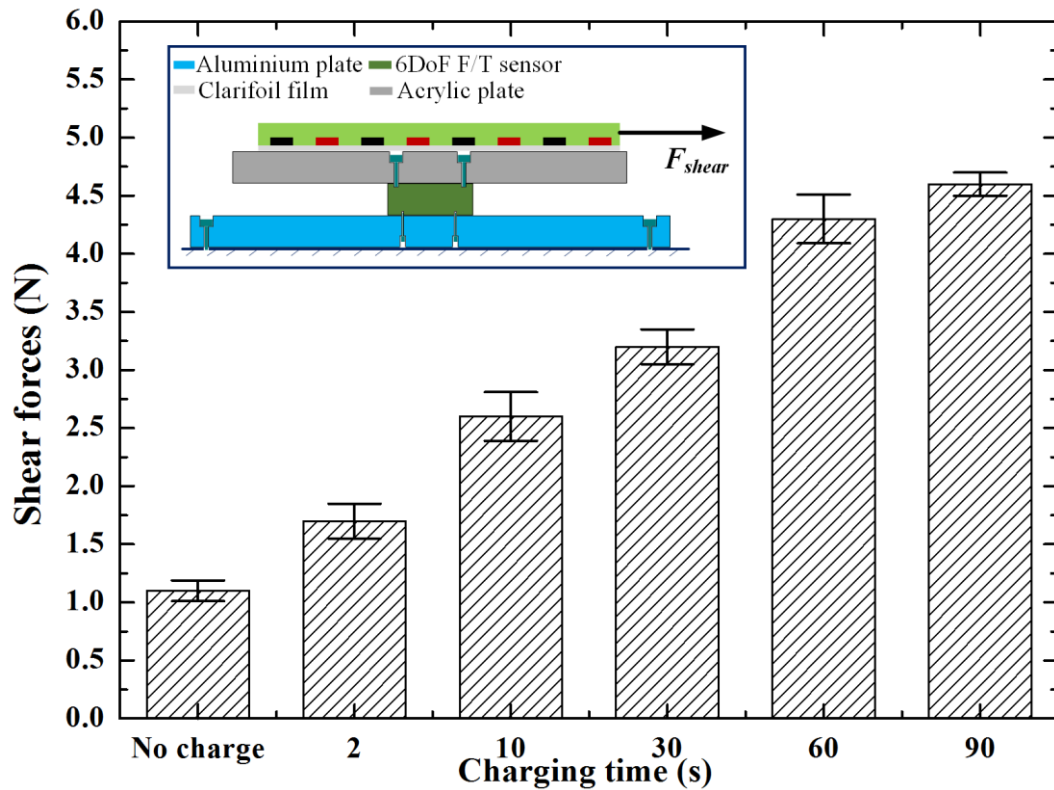 6.0
5.5
5.0
4.5
4.0
3.5
3.0
2.5
2.0
1.5
1.0
0.5
0.0
Shear forces (N)
Aluminium plate 6DoF F/T sensor
Clarifoil film Acrylic plate
F shear
No charge 2 10 30 60 90
Charging time (s)